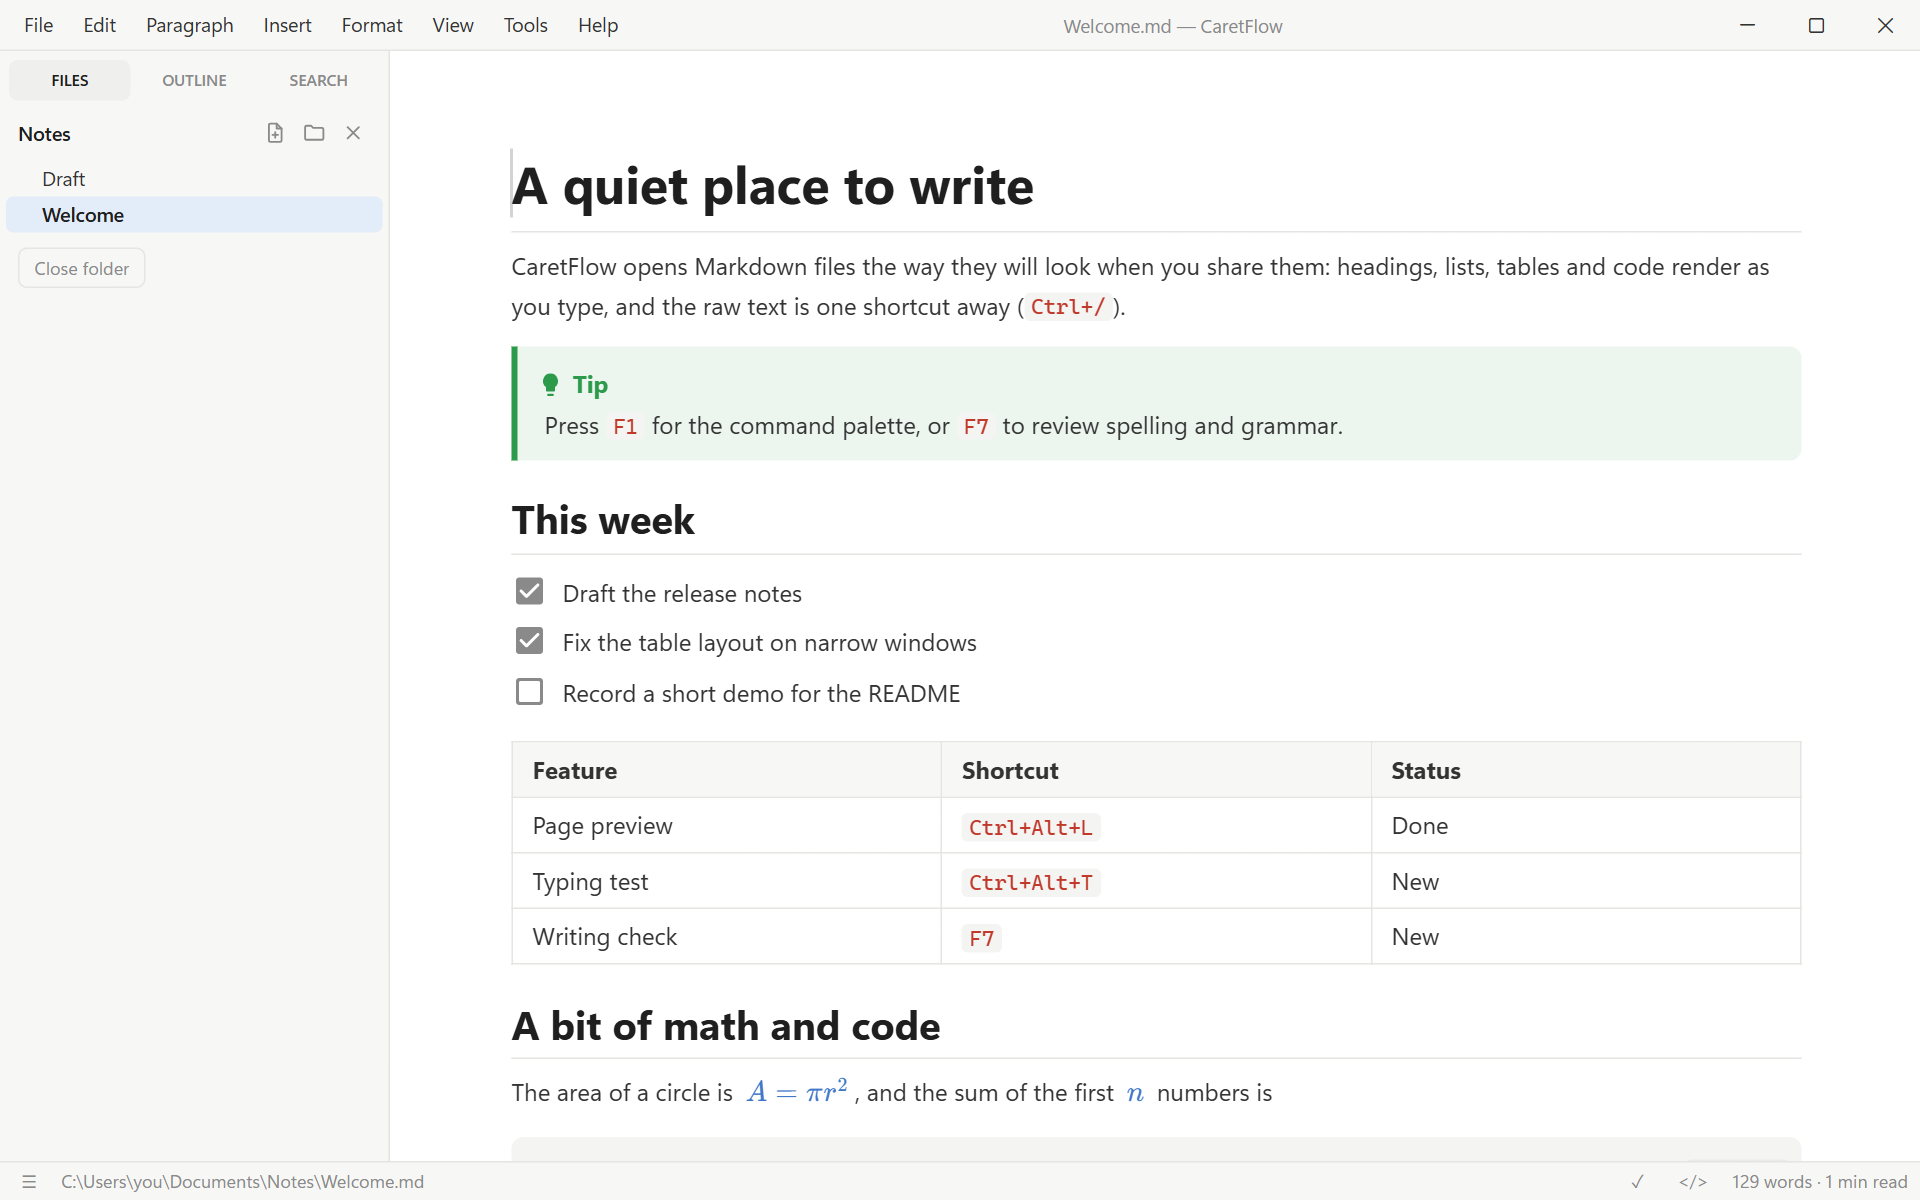 File Edit Paragraph Insert Format View Tools Help
Welcome.md — CaretFlow
FILES OUTLINE SEARCH
Notes
Draft
Welcome
Close folder
A quiet place to write
CaretFlow opens Markdown files the way they will look when you share them: headings, lists, tables and code render as
you type, and the raw text is one shortcut away ( Ctrl+/ ).
Tip
Press F1 for the command palette, or F7 to review spelling and grammar.
This week
Draft the release notes
Fix the table layout on narrow windows
Record a short demo for the README
Feature Shortcut Status
Page preview Ctrl+Alt+L Done
Typing test Ctrl+Alt+T New
Writing check F7 New
A bit of math and code
The area of a circle is A = πr², and the sum of the first n numbers is
C:\Users\you\Documents\Notes\Welcome.md
</> 129 words · 1 min read